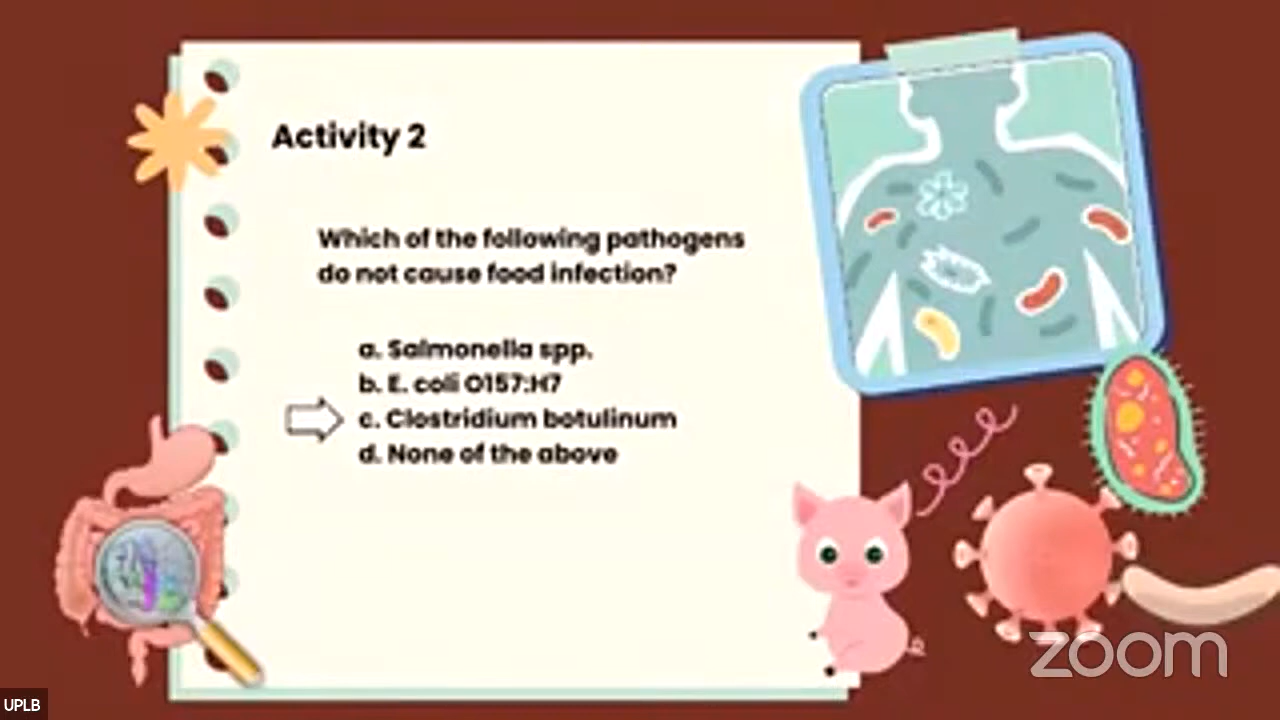 Activity 2
Which of the following pathogens
do not cause food infection?
a. Salmonella spp.
b. E. coli O157:H7
c. Clostridium botulinum
d. None of the above
zoom
UPLB